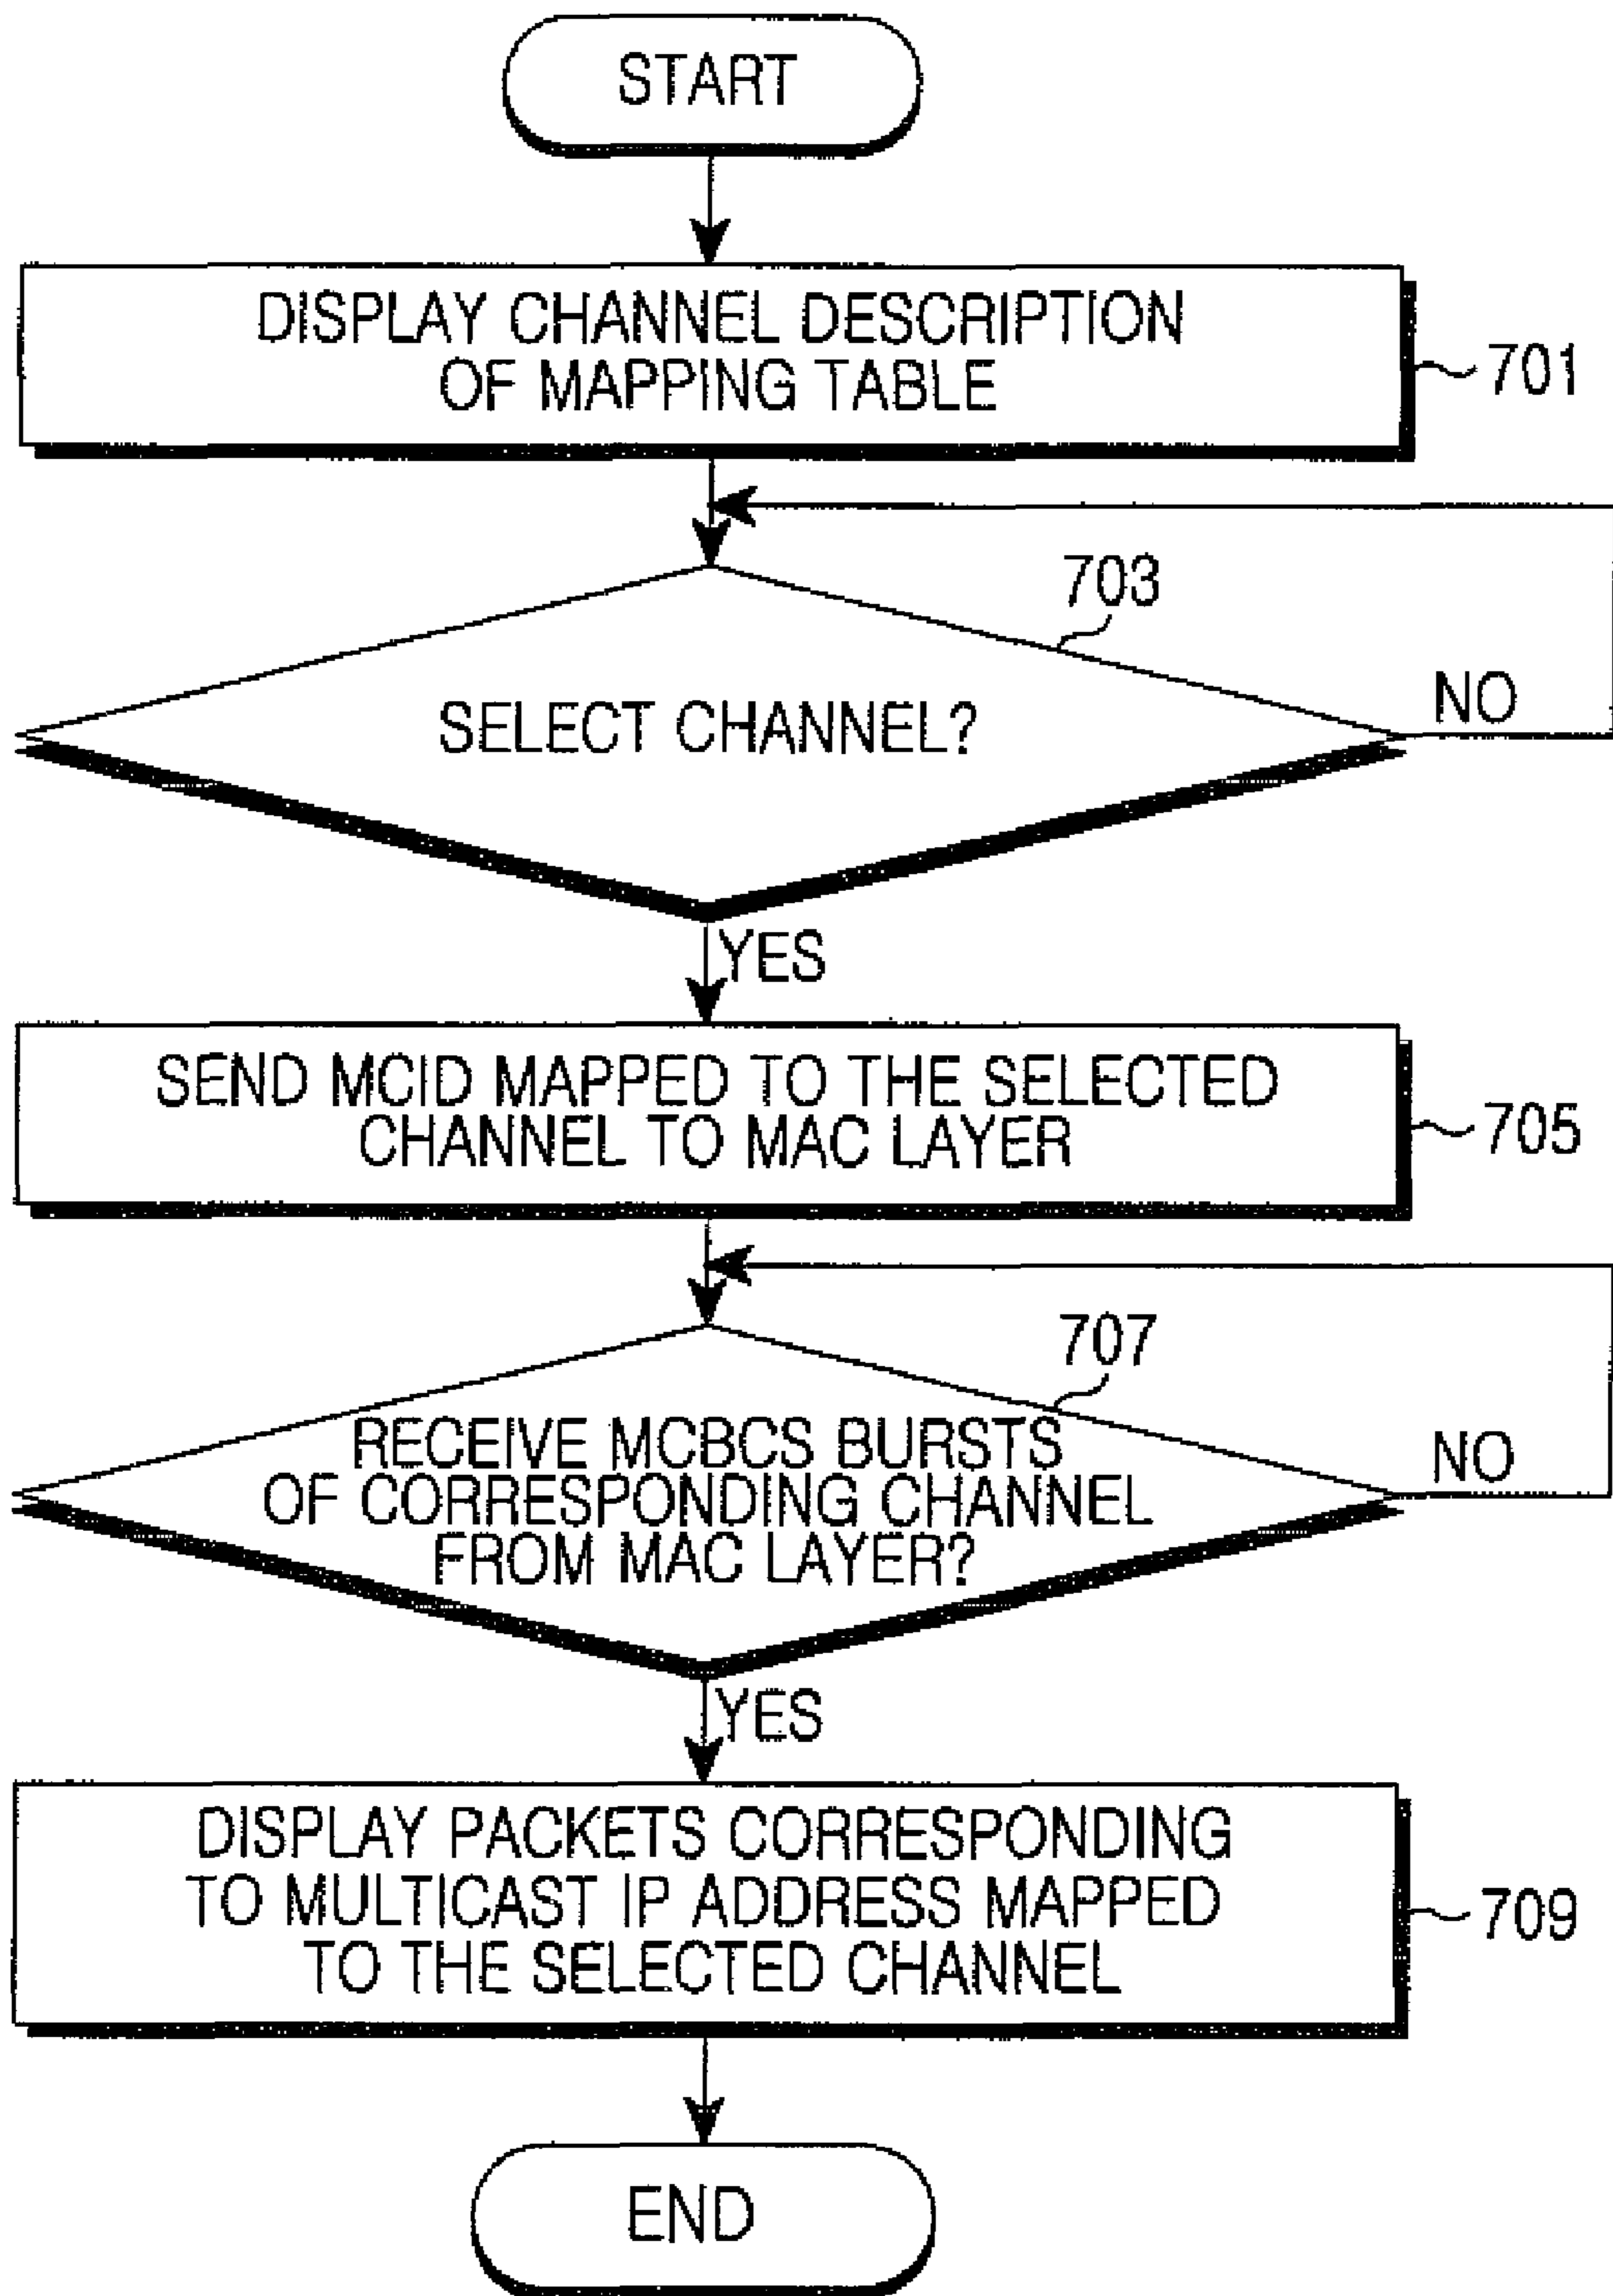 START
DISPLAY CHANNEL DESCRIPTION
OF MAPPING TABLE
701
703
SELECT CHANNEL?
NO
YES
SEND MCID MAPPED TO THE SELECTED
CHANNEL TO MAC LAYER
705
707
RECEIVE MCBCS BURSTS
OF CORRESPONDING CHANNEL
FROM MAC LAYER?
NO
YES
DISPLAY PACKETS CORRESPONDING
TO MULTICAST IP ADDRESS MAPPED
TO THE SELECTED CHANNEL
709
END